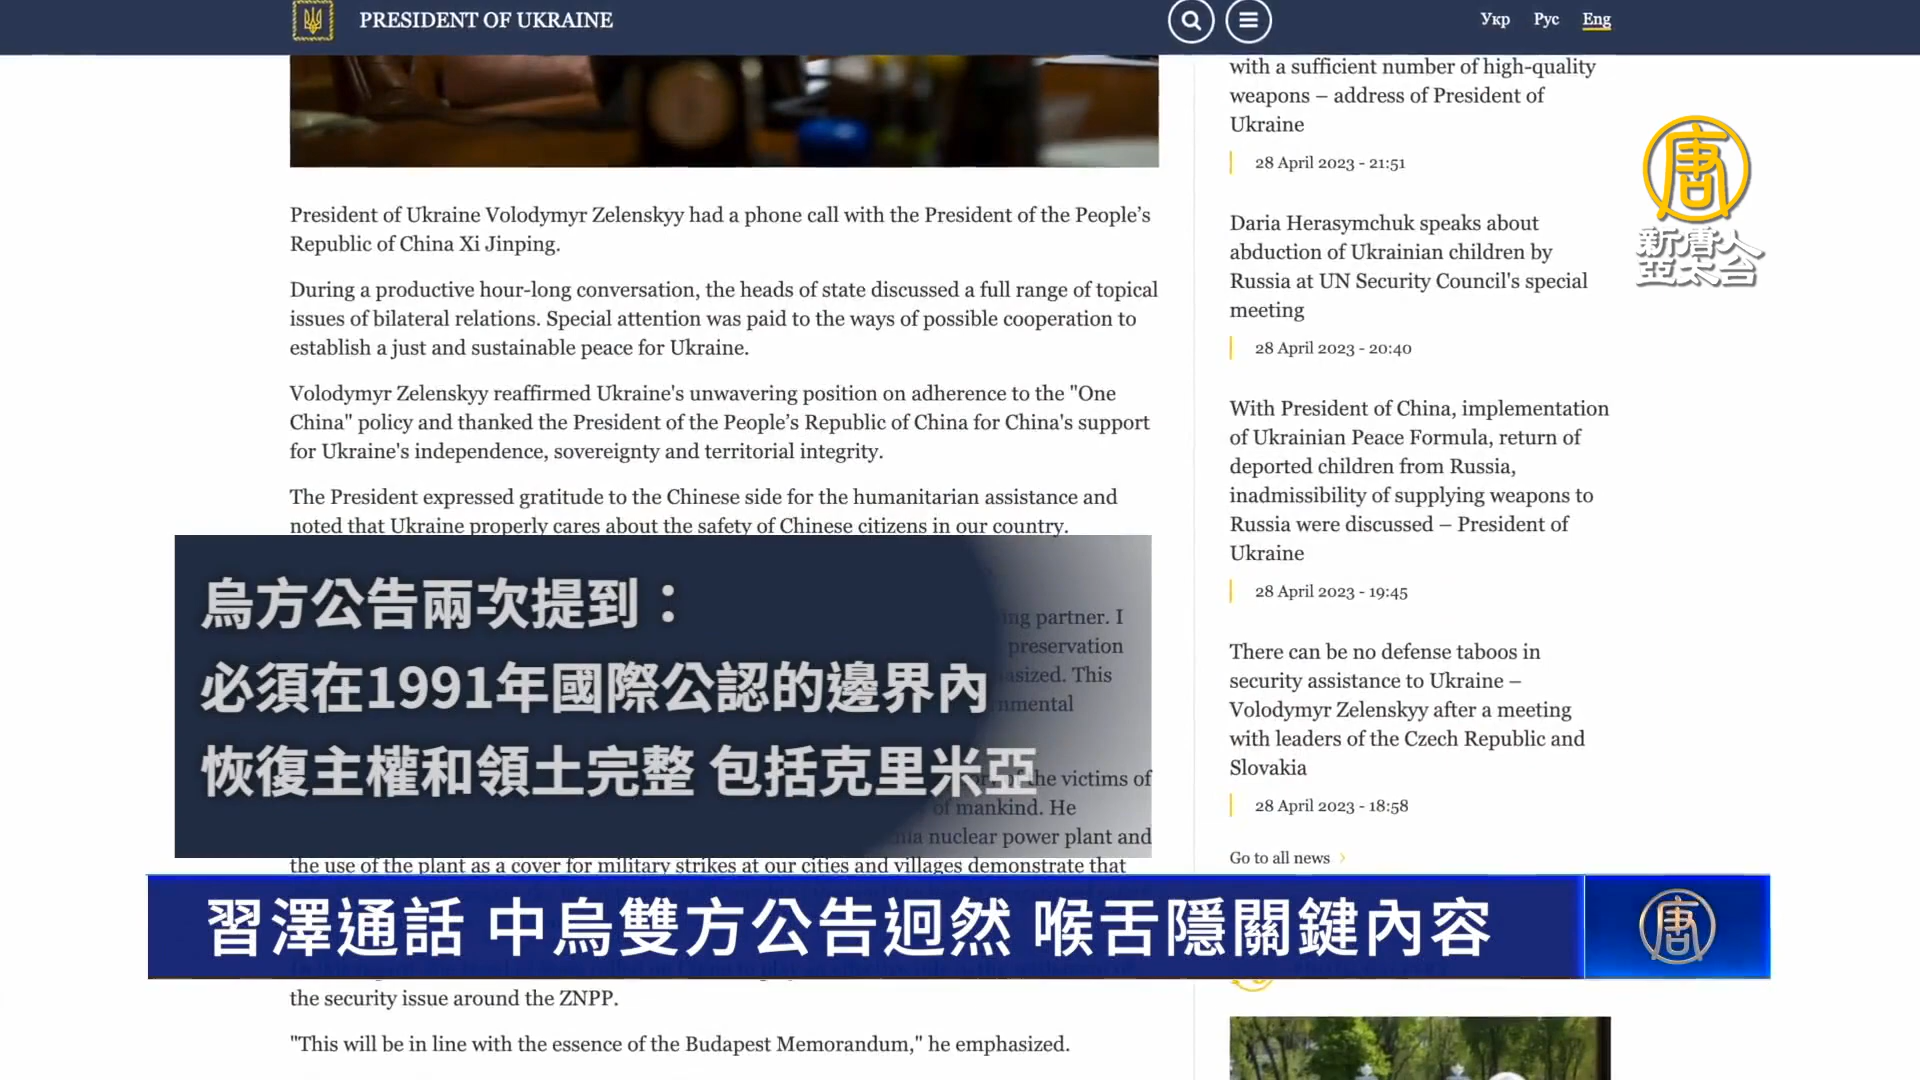 PRESIDENT OF UKRAINE
Укр Рус Eng
President of Ukraine Volodymyr Zelenskyy had a phone call with the President of the People’s
Republic of China Xi Jinping.
During a productive hour-long conversation, the heads of state discussed a full range of topical
issues of bilateral relations. Special attention was paid to the ways of possible cooperation to
establish a just and sustainable peace for Ukraine.
Volodymyr Zelenskyy reaffirmed Ukraine's unwavering position on adherence to the "One
China" policy and thanked the President of the People’s Republic of China for China's support
for Ukraine's independence, sovereignty and territorial integrity.
The President expressed gratitude to the Chinese side for the humanitarian assistance and
noted that Ukraine properly cares about the safety of Chinese citizens in our country.
partner. I
preservation
This
the victims of
of mankind. He
nuclear power plant and
the use of the plant as a cover for military strikes at our cities and villages demonstrate that
the security issue around the ZNPP.
"This will be in line with the essence of the Budapest Memorandum," he emphasized.
烏方公告兩次提到：
必須在1991年國際公認的邊界內
恢復主權和領土完整 包括克里米亞
習澤通話 中烏雙方公告迥然 喉舌隱關鍵內容
唐
with a sufficient number of high-quality
weapons – address of President of
Ukraine
28 April 2023 - 21:51
Daria Herasymchuk speaks about
abduction of Ukrainian children by
Russia at UN Security Council's special
meeting
28 April 2023 - 20:40
With President of China, implementation
of Ukrainian Peace Formula, return of
deported children from Russia,
inadmissibility of supplying weapons to
Russia were discussed – President of
Ukraine
28 April 2023 - 19:45
There can be no defense taboos in
security assistance to Ukraine –
Volodymyr Zelenskyy after a meeting
with leaders of the Czech Republic and
Slovakia
28 April 2023 - 18:58
Go to all news
唐
新唐人
亞太台